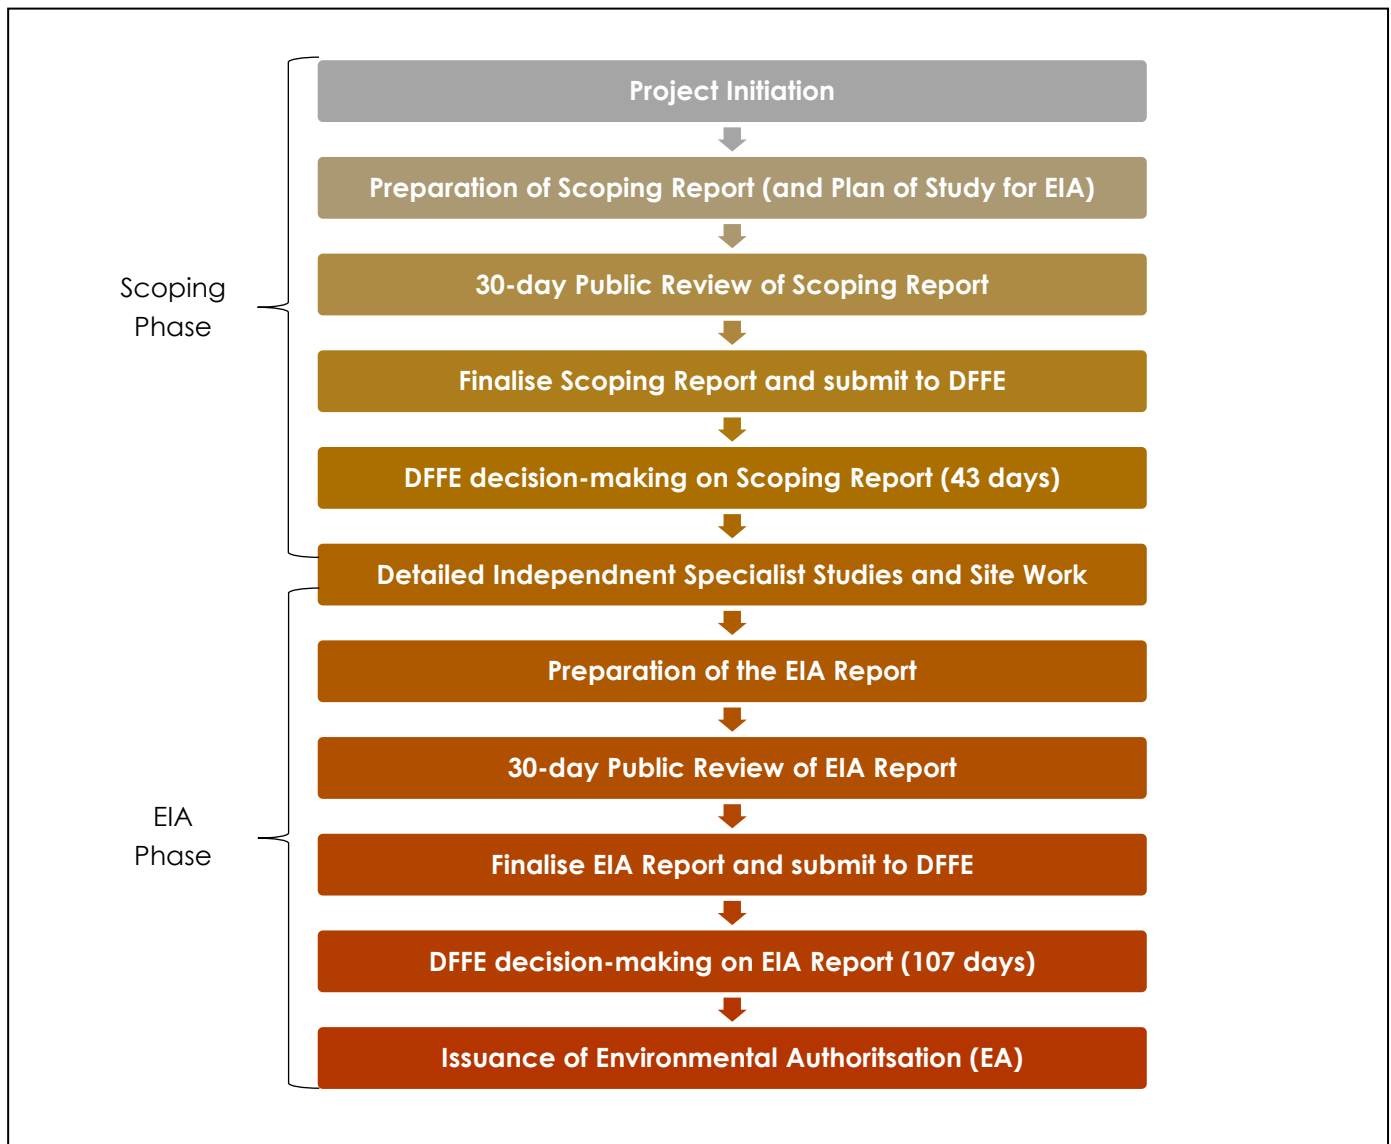 Project Initiation
Preparation of Scoping Report (and Plan of Study for EIA)
30-day Public Review of Scoping Report
Scoping
Phase
Finalise Scoping Report and submit to DFFE
DFFE decision-making on Scoping Report (43 days)
Detailed Independnent Specialist Studies and Site Work
Preparation of the EIA Report
30-day Public Review of EIA Report
EIA
Phase
Finalise EIA Report and submit to DFFE
DFFE decision-making on EIA Report (107 days)
Issuance of Environmental Authoritsation (EA)